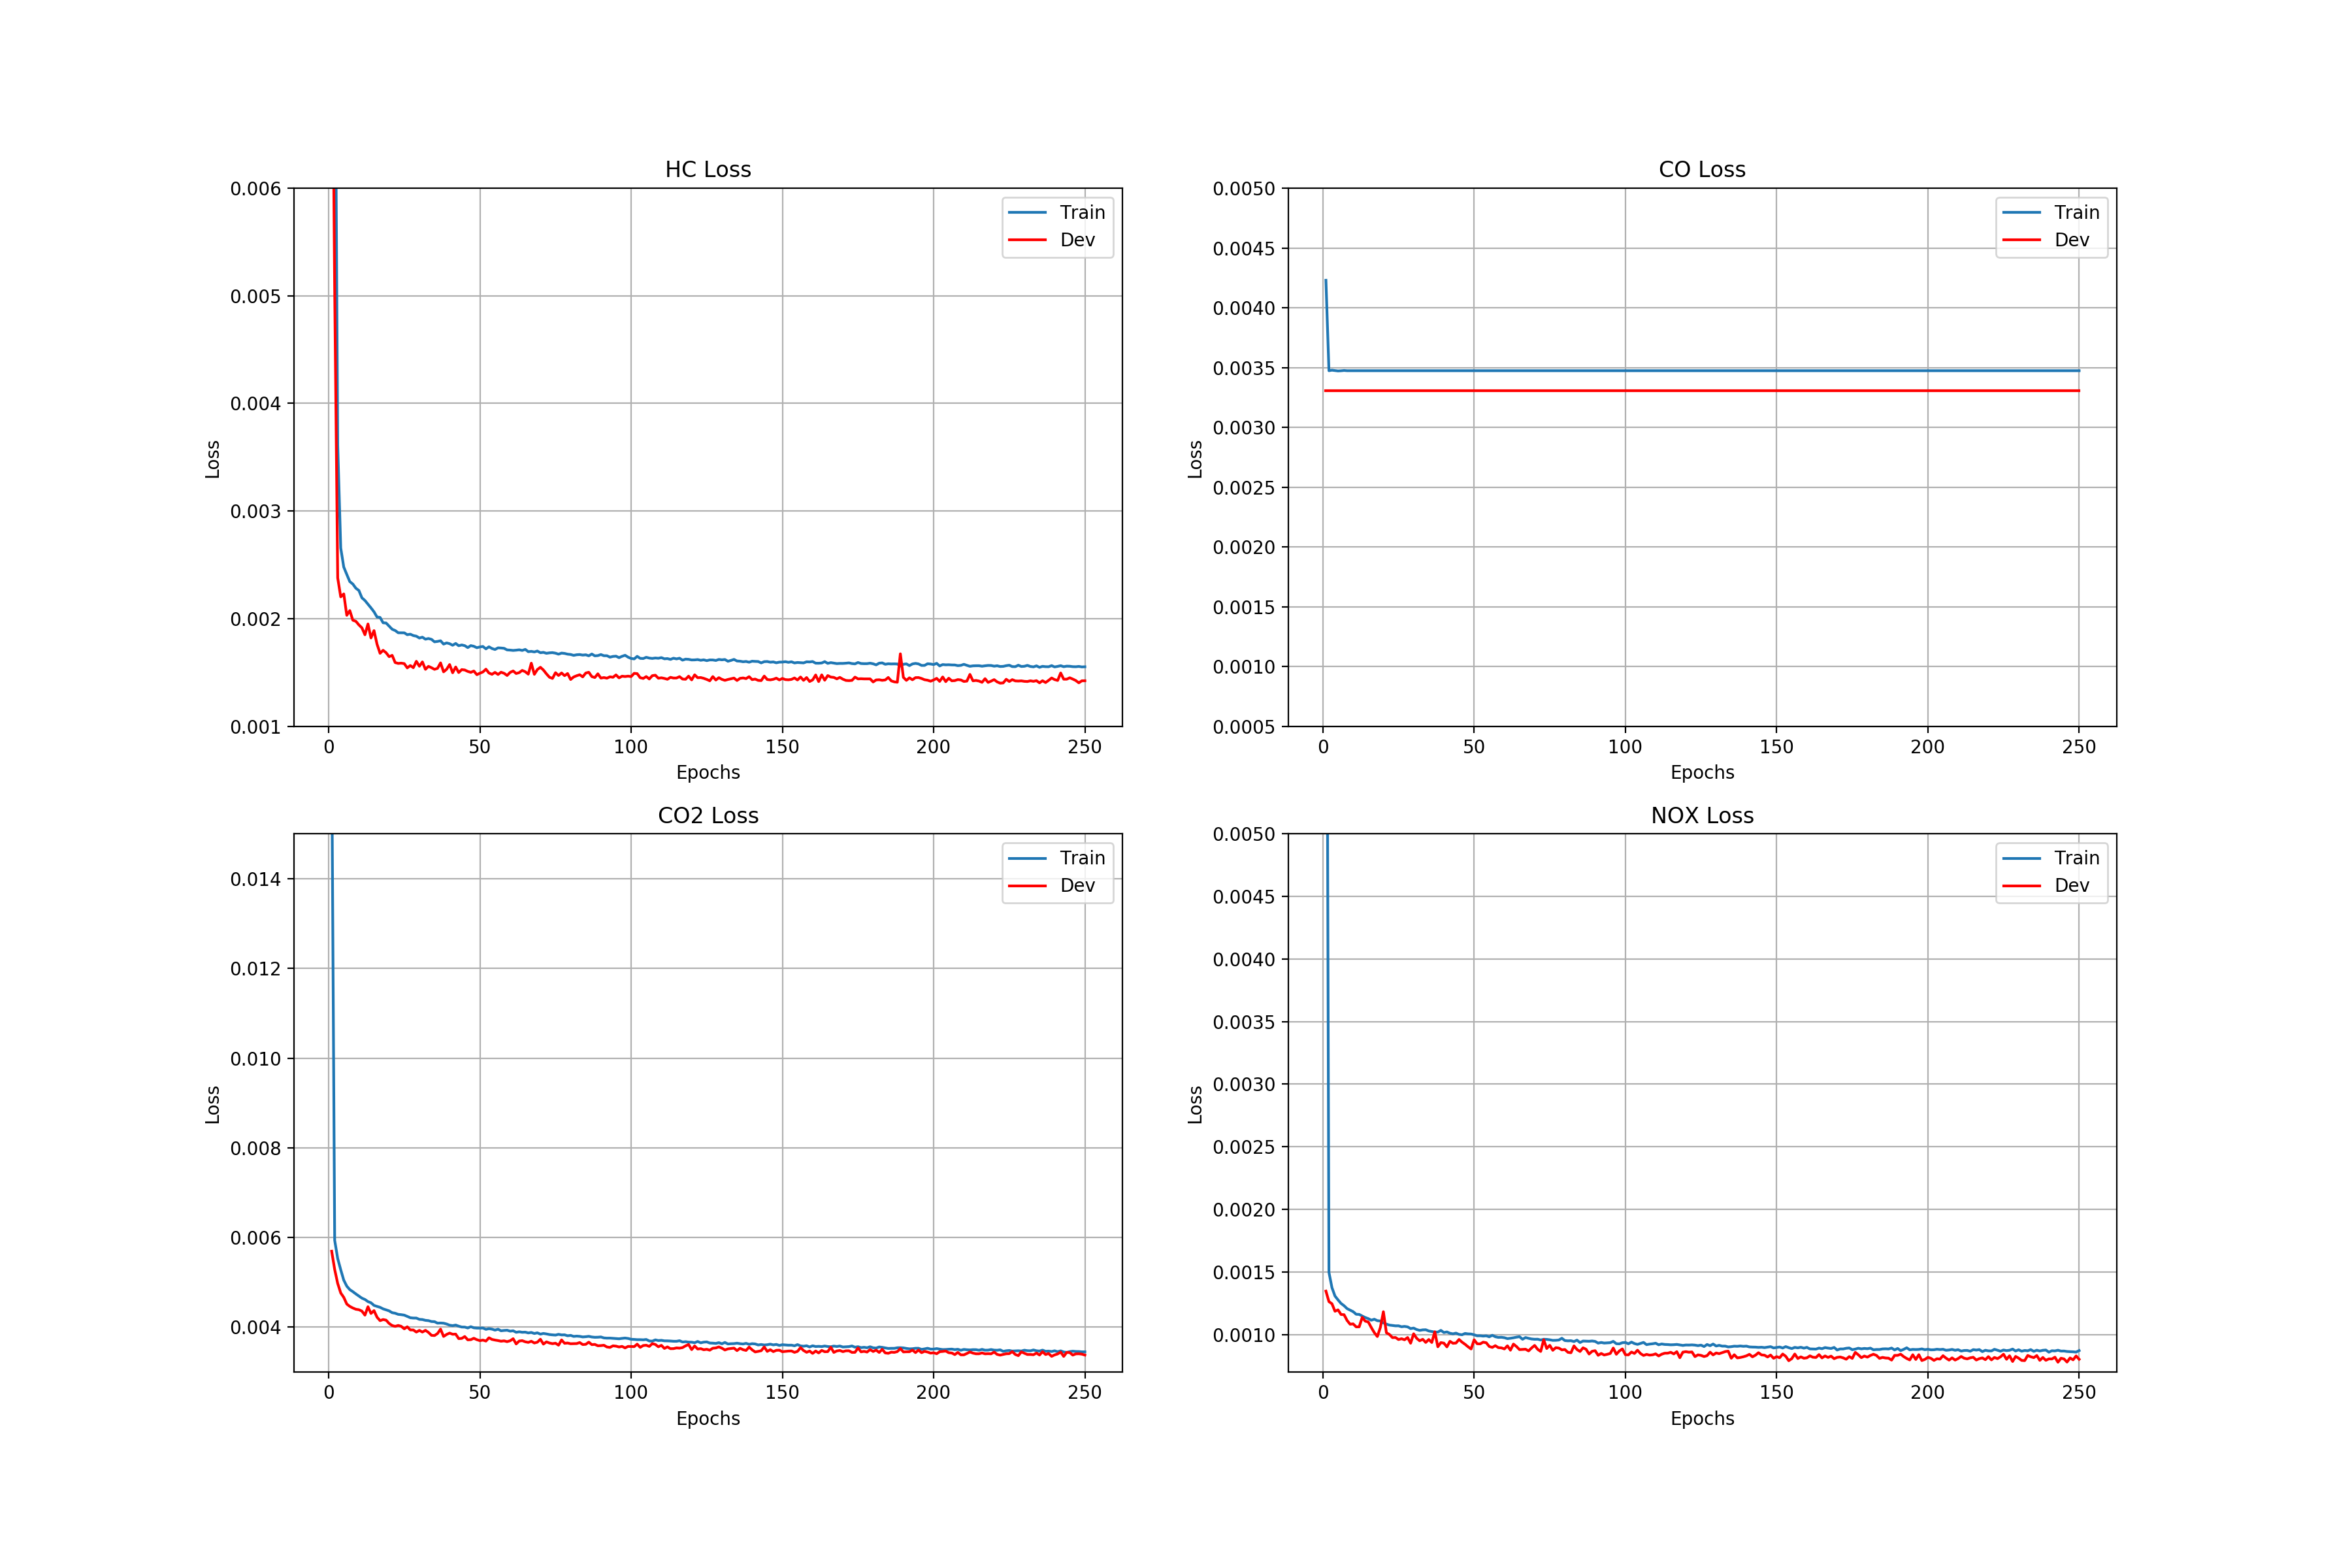 HC Loss
0.006
0.005
0.004
0.003
0.002
0.001
Loss
Train
Dev
0 50 100 150 200 250
Epochs
CO Loss
0.0050
0.0045
0.0040
0.0035
0.0030
0.0025
0.0020
0.0015
0.0010
0.0005
Loss
Train
Dev
0 50 100 150 200 250
Epochs
CO2 Loss
0.014
0.012
0.010
0.008
0.006
0.004
Loss
Train
Dev
0 50 100 150 200 250
Epochs
NOX Loss
0.0050
0.0045
0.0040
0.0035
0.0030
0.0025
0.0020
0.0015
0.0010
Loss
Train
Dev
0 50 100 150 200 250
Epochs